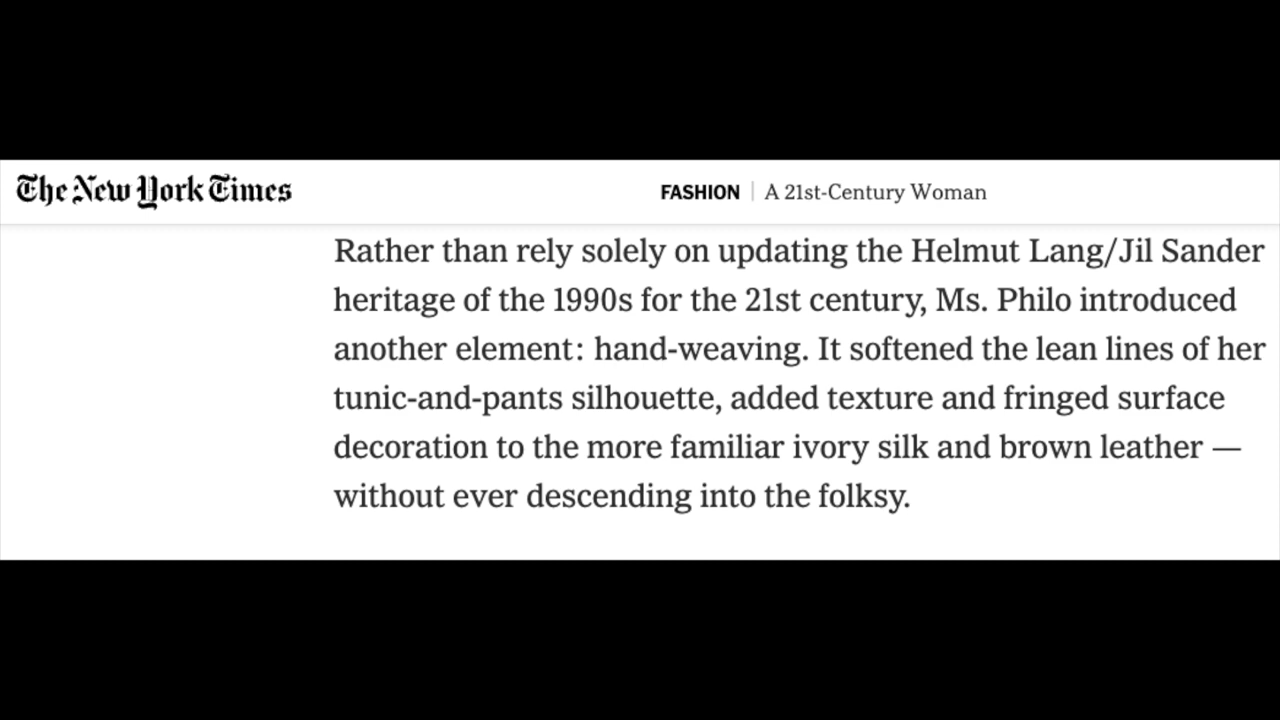 The New York Times
FASHION | A 21st-Century Woman
Rather than rely solely on updating the Helmut Lang/Jil Sander
heritage of the 1990s for the 21st century, Ms. Philo introduced
another element: hand-weaving. It softened the lean lines of her
tunic-and-pants silhouette, added texture and fringed surface
decoration to the more familiar ivory silk and brown leather —
without ever descending into the folksy.